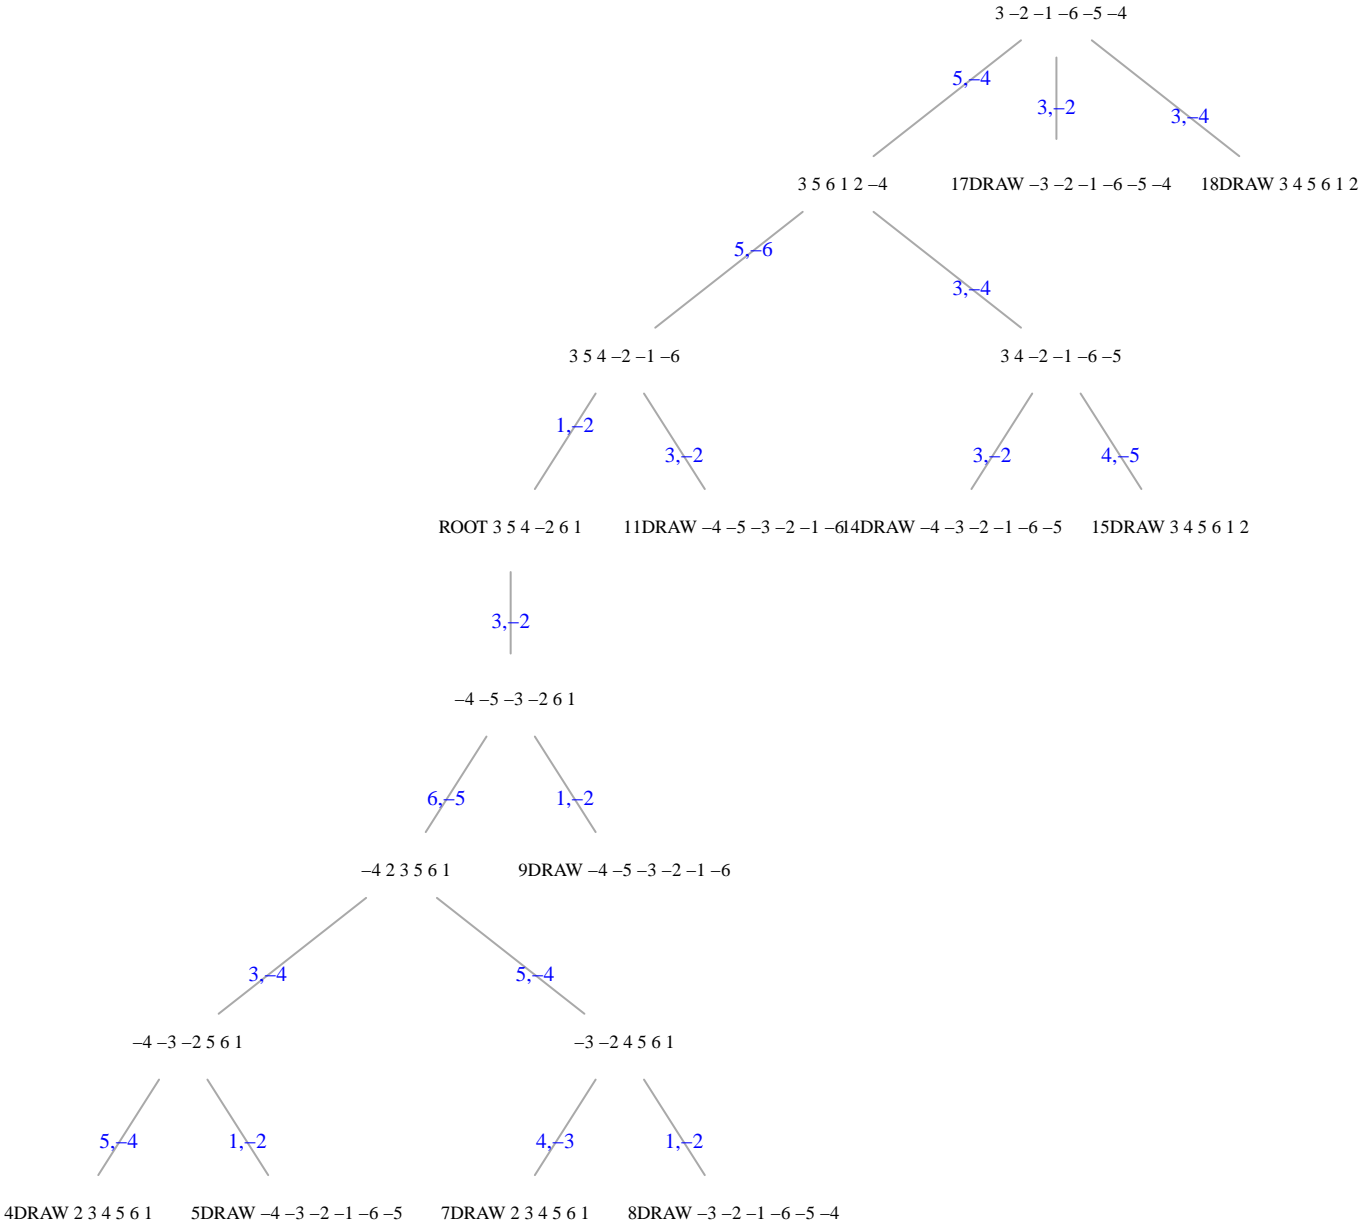 3 –2 –1 –6 –5 –4
5,–4
3,–2
3,–4
3 5 6 1 2 –4
17DRAW –3 –2 –1 –6 –5 –4
18DRAW 3 4 5 6 1 2
5,–6
3,–4
3 5 4 –2 –1 –6
3 4 –2 –1 –6 –5
1,–2
3,–2
3,–2
4,–5
ROOT 3 5 4 –2 6 1
11DRAW –4 –5 –3 –2 –1 –6
14DRAW –4 –3 –2 –1 –6 –5
15DRAW 3 4 5 6 1 2
3,–2
–4 –5 –3 –2 6 1
6,–5
1,–2
–4 2 3 5 6 1
9DRAW –4 –5 –3 –2 –1 –6
3,–4
5,–4
–4 –3 –2 5 6 1
–3 –2 4 5 6 1
5,–4
1,–2
4,–3
1,–2
4DRAW 2 3 4 5 6 1
5DRAW –4 –3 –2 –1 –6 –5
7DRAW 2 3 4 5 6 1
8DRAW –3 –2 –1 –6 –5 –4